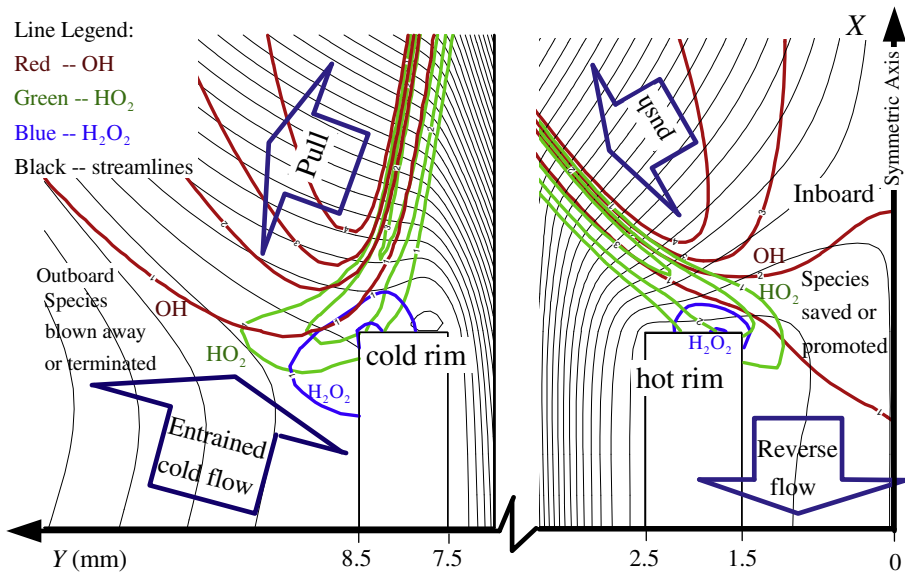 Line Legend:
Red -- OH
Green -- HO₂
Blue -- H₂O₂
Black -- streamlines
X
Symmetric Axis
Pull
push
Inboard
OH
HO₂
Species
saved or
promoted
Outboard
Species
blown away
or terminated
OH
HO₂
H₂O₂
cold rim
H₂O₂
hot rim
Entrained
cold flow
Reverse
flow
Y (mm)
8.5
7.5
2.5
1.5
0